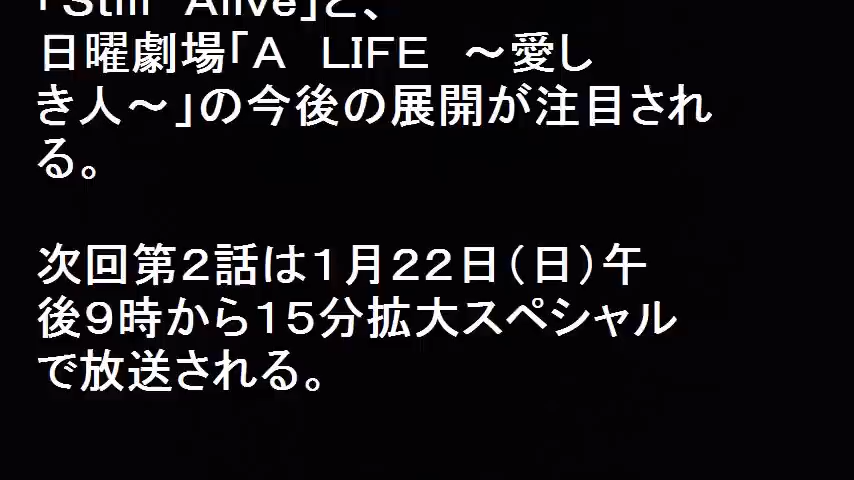 「Still　Alive」と、
日曜劇場「Ａ　ＬＩＦＥ　～愛し
き人～」の今後の展開が注目され
る。
次回第２話は１月２２日（日）午
後９時から１５分拡大スペシャル
で放送される。